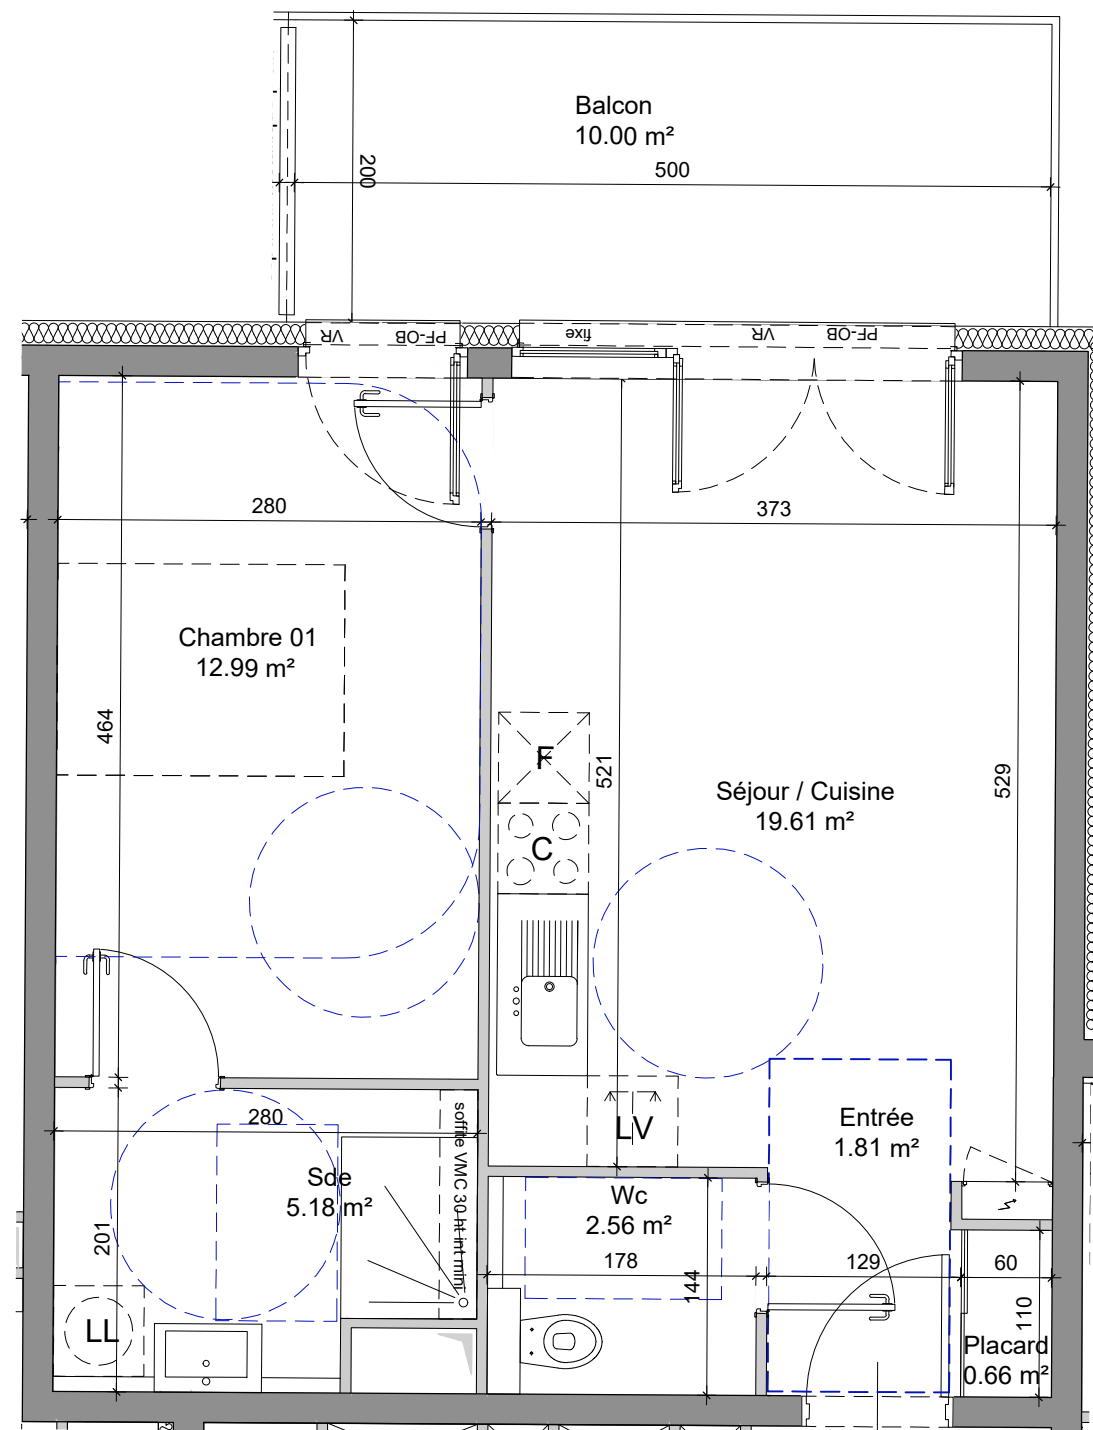 Balcon
10.00 m²
200
500
VR
PF-OB
fixe
VR
PF-OB
280
373
Chambre 01
12.99 m²
464
F
521
Séjour / Cuisine
19.61 m²
529
C
LV
Entrée
1.81 m²
280
soffite VMC 30 ht int mini
Sde
5.18 m²
Wc
2.56 m²
201
178
144
129
60
110
LL
Placard
0.66 m²